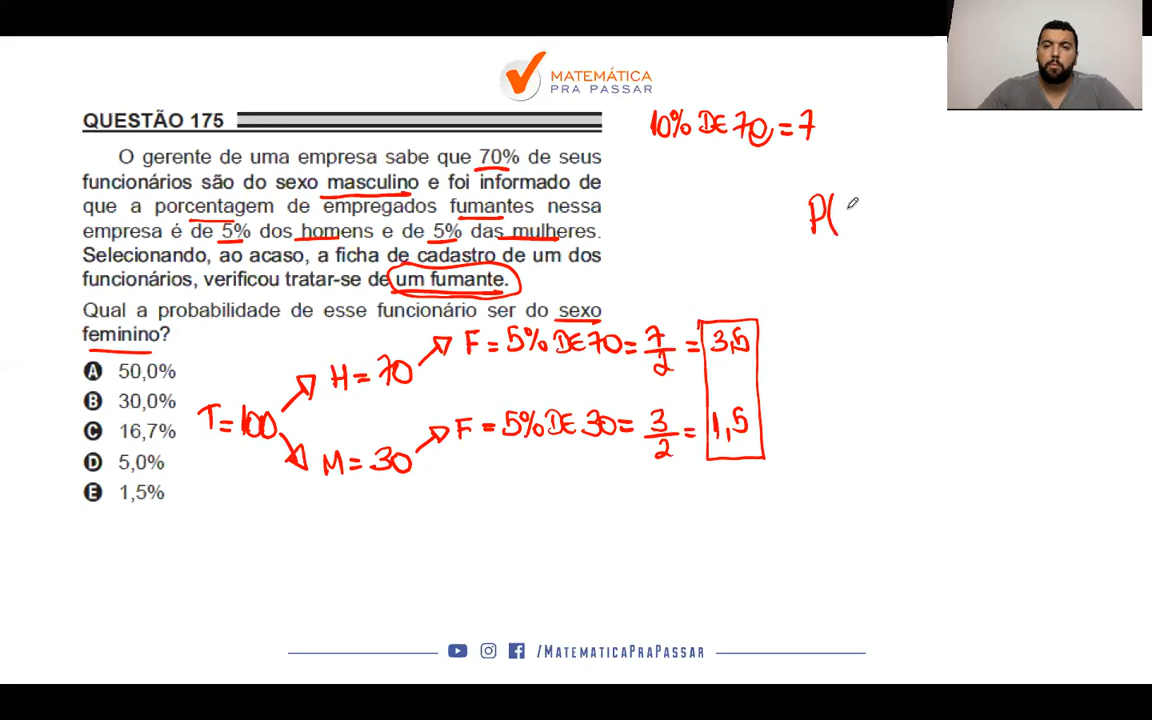 MATEMÁTICA
PRA PASSAR
QUESTÃO 175
10% DE 70 = 7
O gerente de uma empresa sabe que 70% de seus
funcionários são do sexo masculino e foi informado de
que a porcentagem de empregados fumantes nessa
empresa é de 5% dos homens e de 5% das mulheres.
Selecionando, ao acaso, a ficha de cadastro de um dos
funcionários, verificou tratar-se de um fumante.
P(
Qual a probabilidade de esse funcionário ser do sexo
feminino?
A 50,0%
B 30,0%
C 16,7%
D 5,0%
E 1,5%
T = 100
H = 70
F = 5% DE 70 = 7/2 = 3,5
M = 30
F = 5% DE 30 = 3/2 = 1,5
/MATEMATICAPRAPASSAR